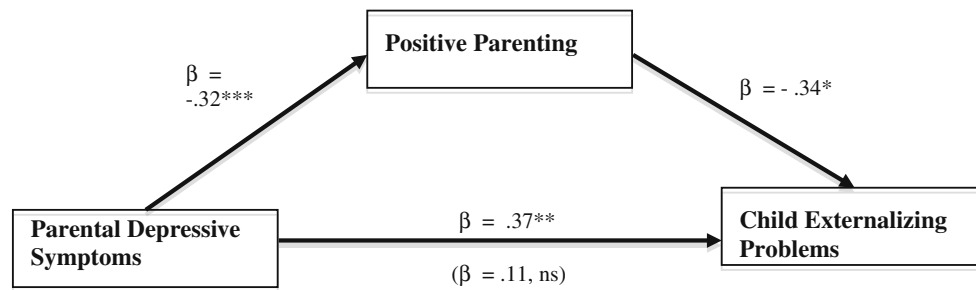 Positive Parenting
β =
-.32***
β = - .34*
Parental Depressive
Symptoms
β = .37**
(β = .11, ns)
Child Externalizing
Problems